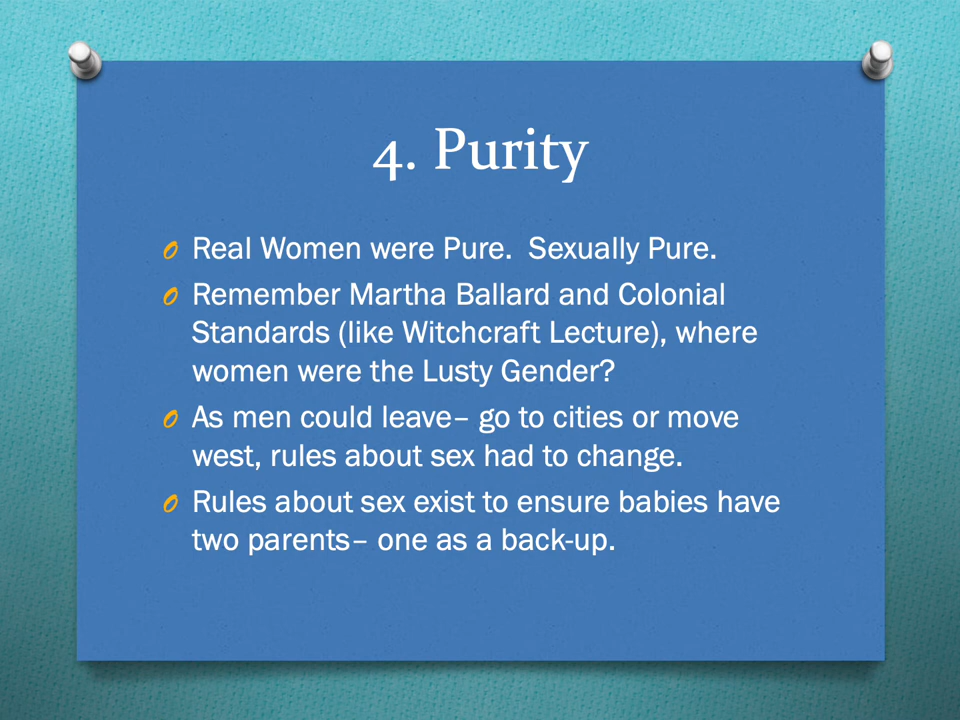 4. Purity
Real Women were Pure.  Sexually Pure.
Remember Martha Ballard and Colonial
Standards (like Witchcraft Lecture), where
women were the Lusty Gender?
As men could leave– go to cities or move
west, rules about sex had to change.
Rules about sex exist to ensure babies have
two parents– one as a back-up.